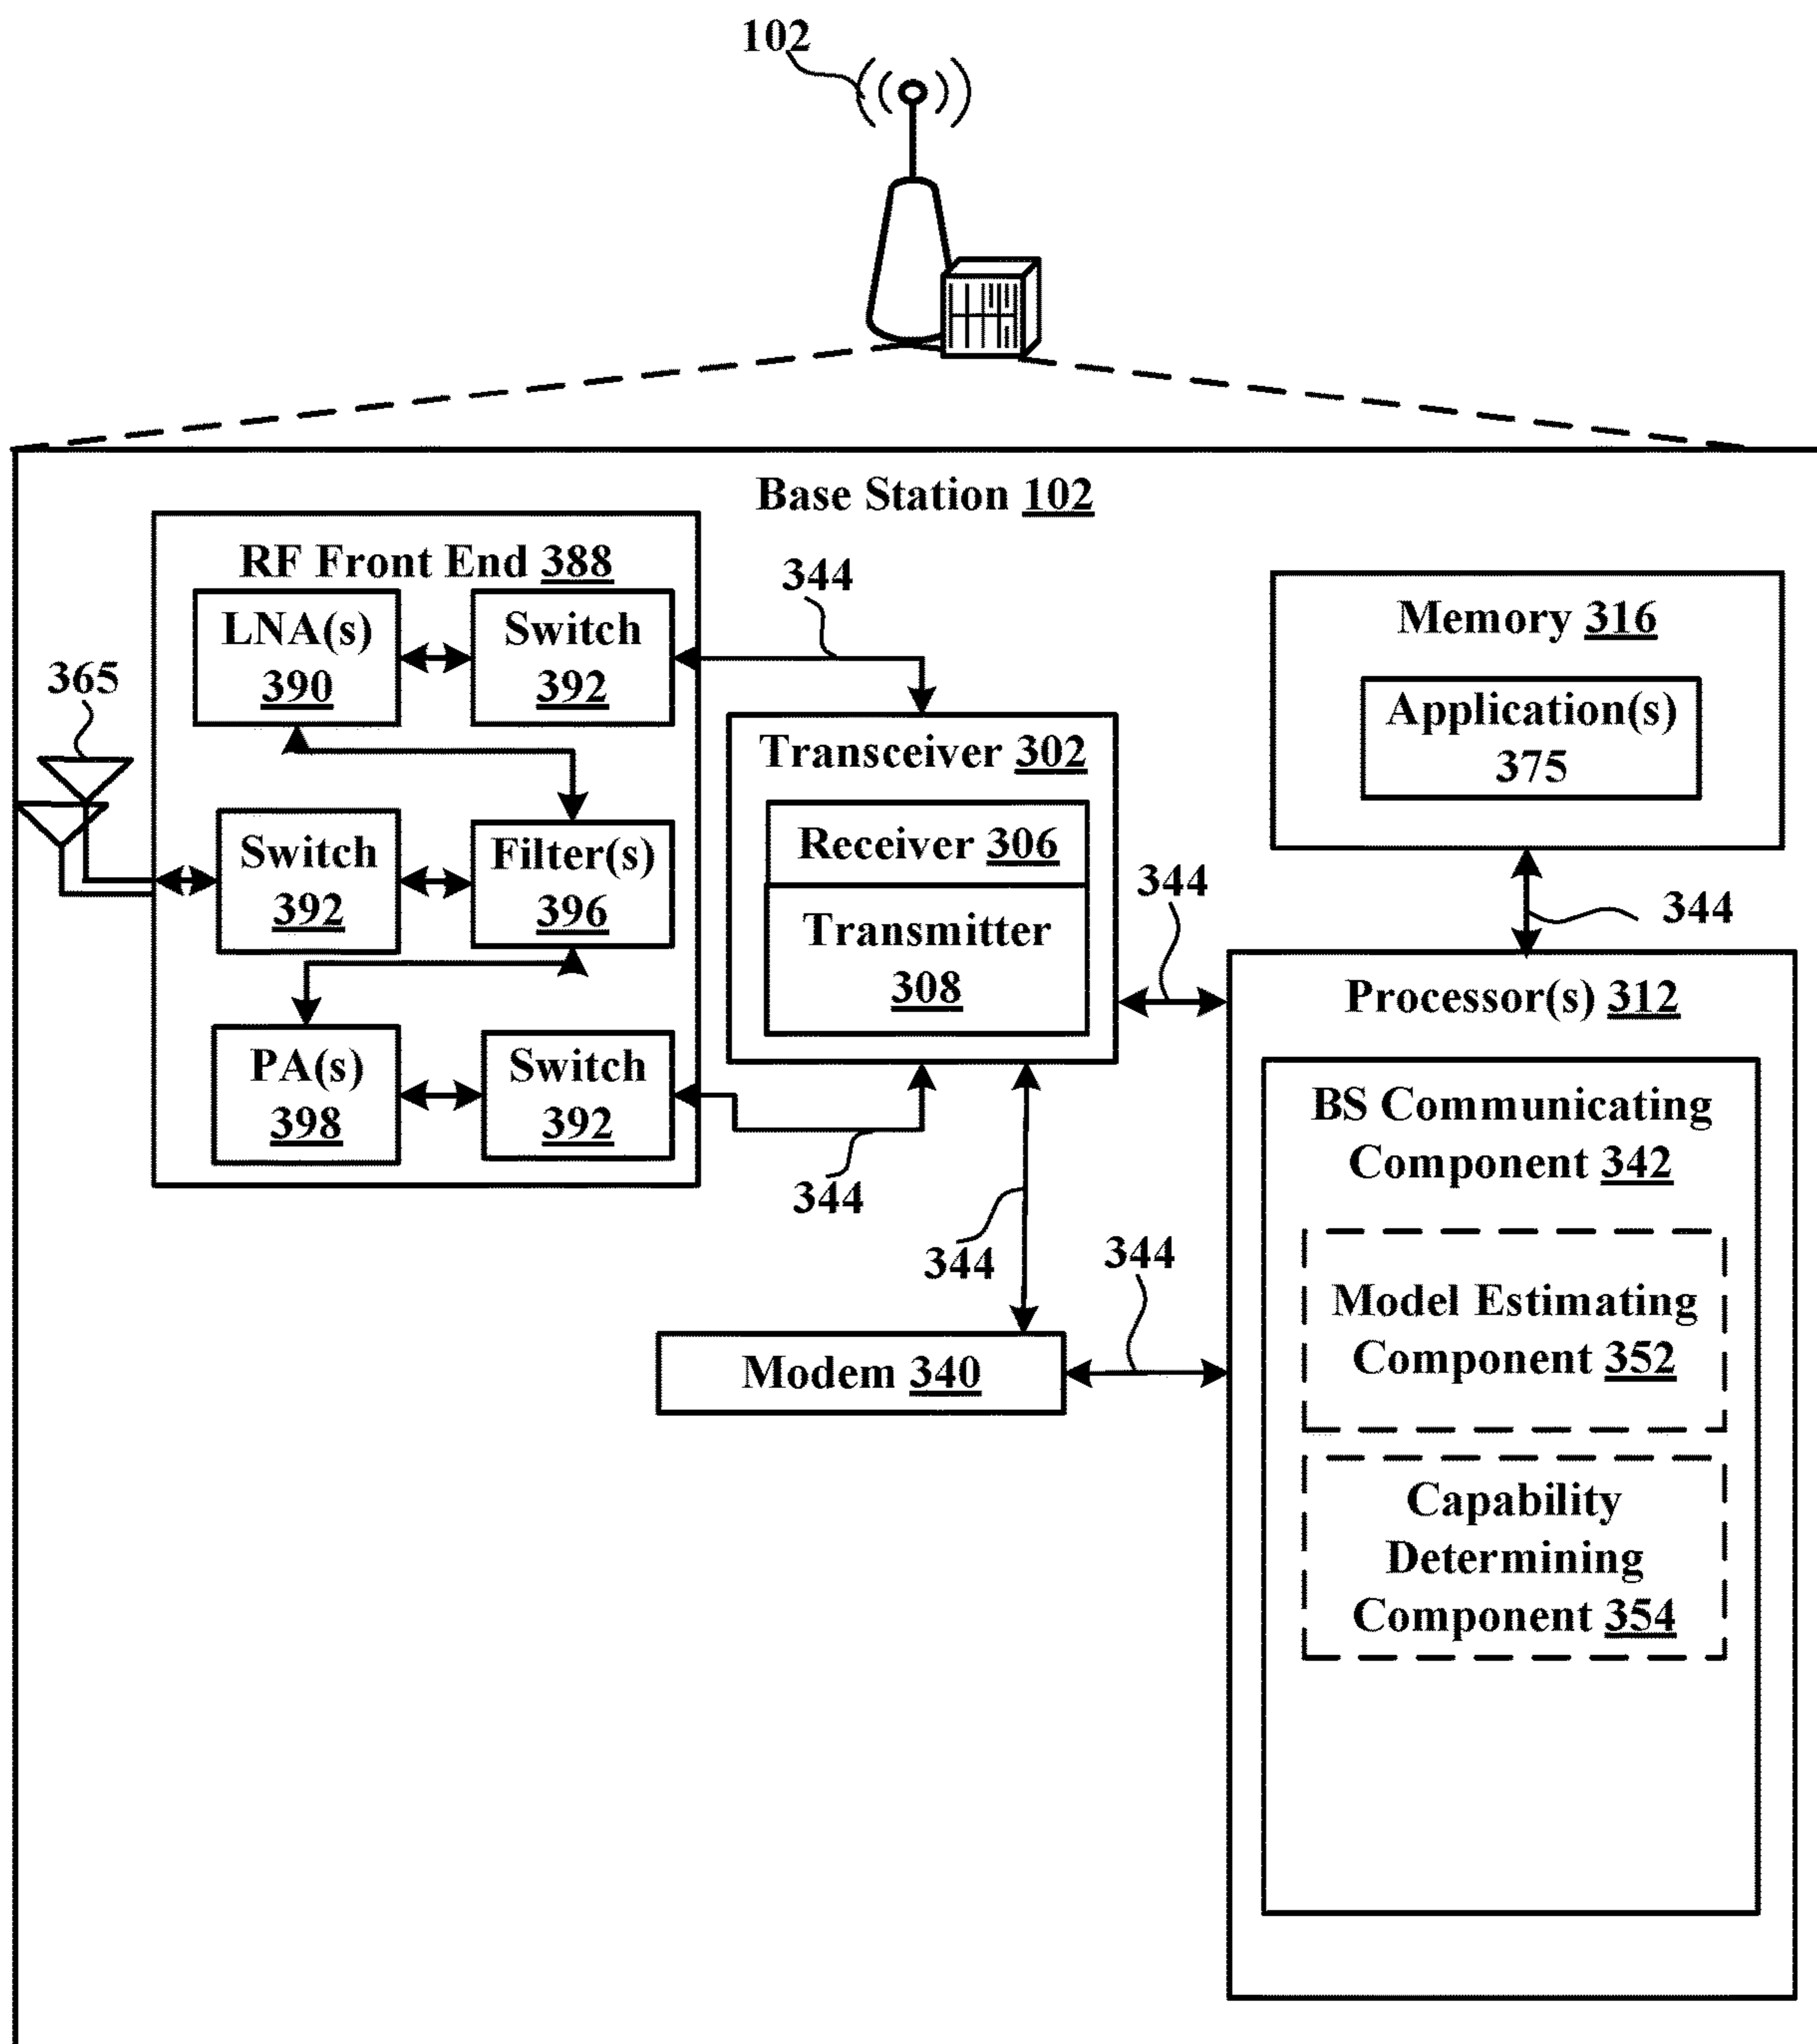 102
Base Station 102
RF Front End 388
LNA(s)
390
Switch
392
365
Switch
392
Filter(s)
396
PA(s)
398
Switch
392
344
Transceiver 302
Receiver 306
Transmitter
308
344
344
344
Modem 340
344
Memory 316
Application(s)
375
344
Processor(s) 312
BS Communicating
Component 342
Model Estimating
Component 352
Capability
Determining
Component 354